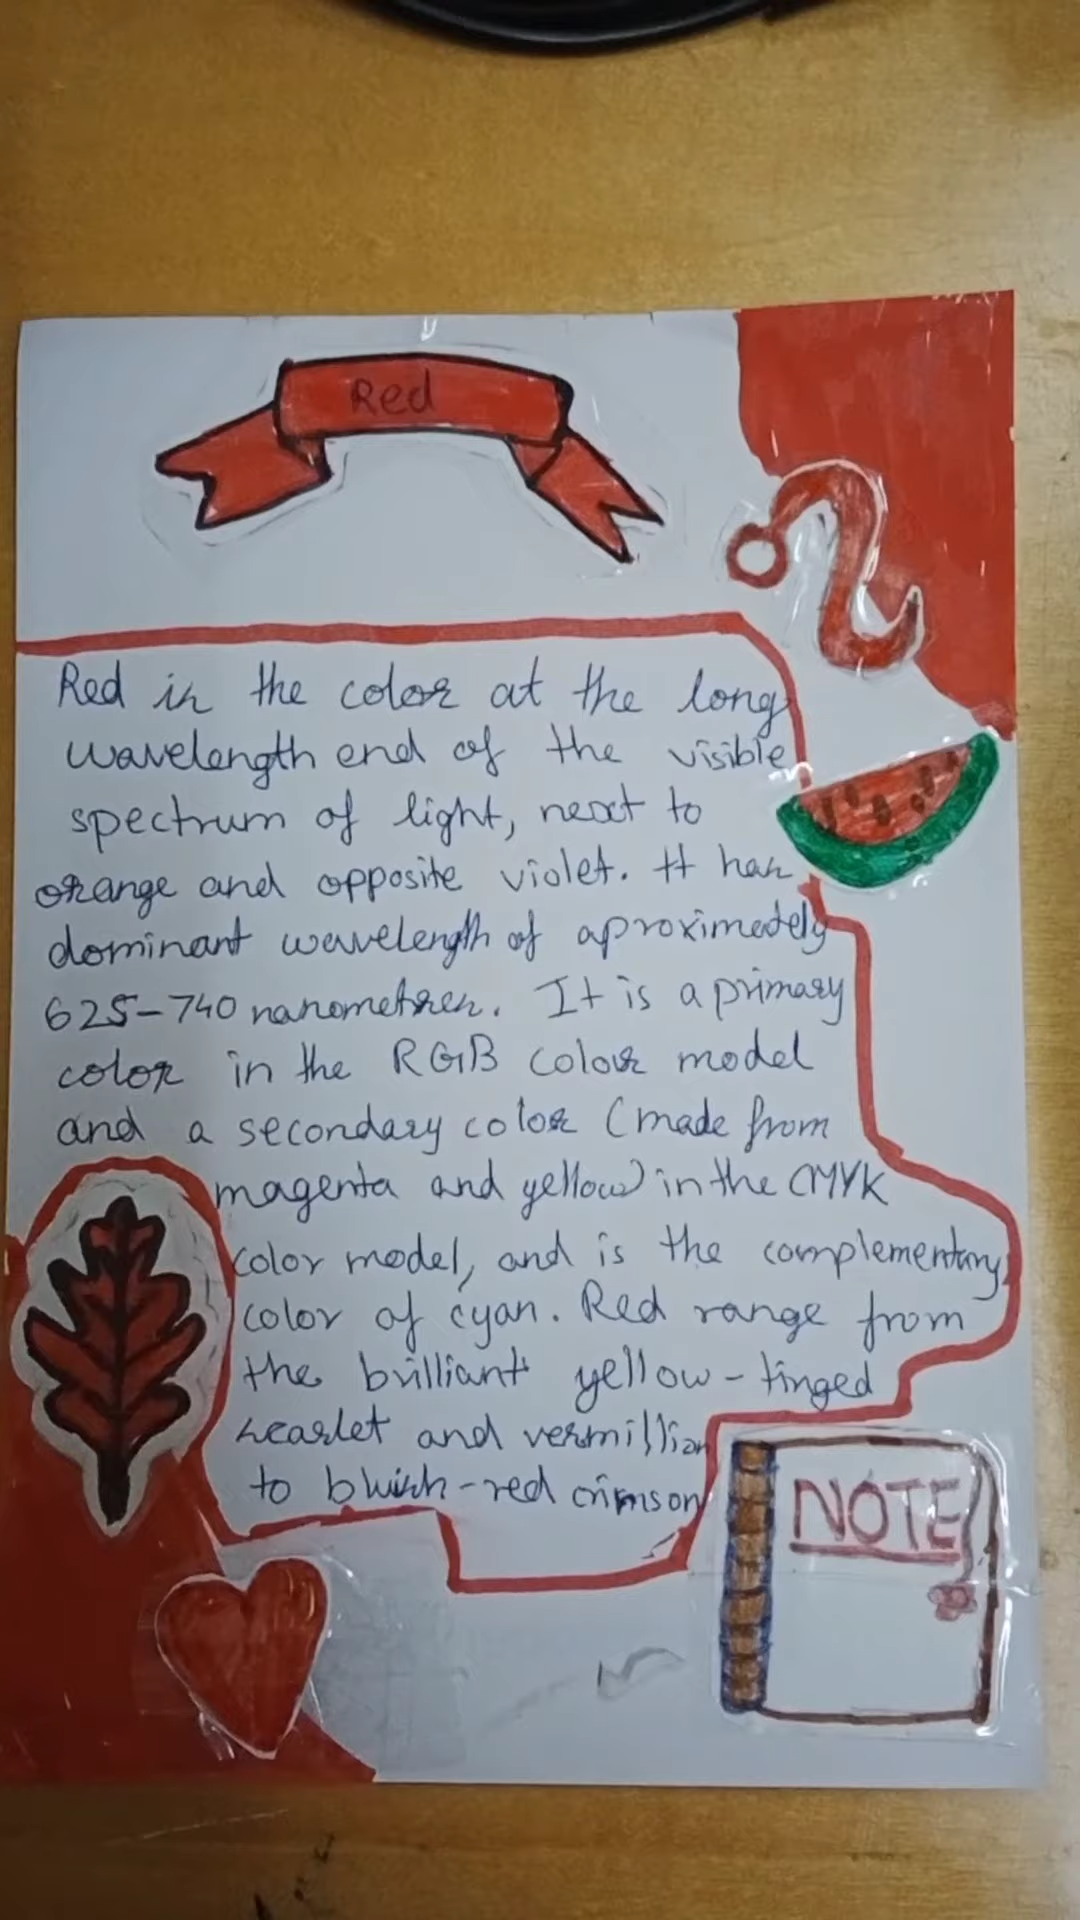 Red
Red is the color at the long
wavelength end of the visible
spectrum of light, next to
orange and opposite violet. It has
dominant wavelength of aproximately
625-740 nanometres. It is a primary
color in the RGB colour model
and a secondary color (made from
magenta and yellow) in the CMYK
color model, and is the complementary
color of cyan. Red range from
the brilliant yellow-tinged
scarlet and vermillian
to bluish-red crimson
NOTE